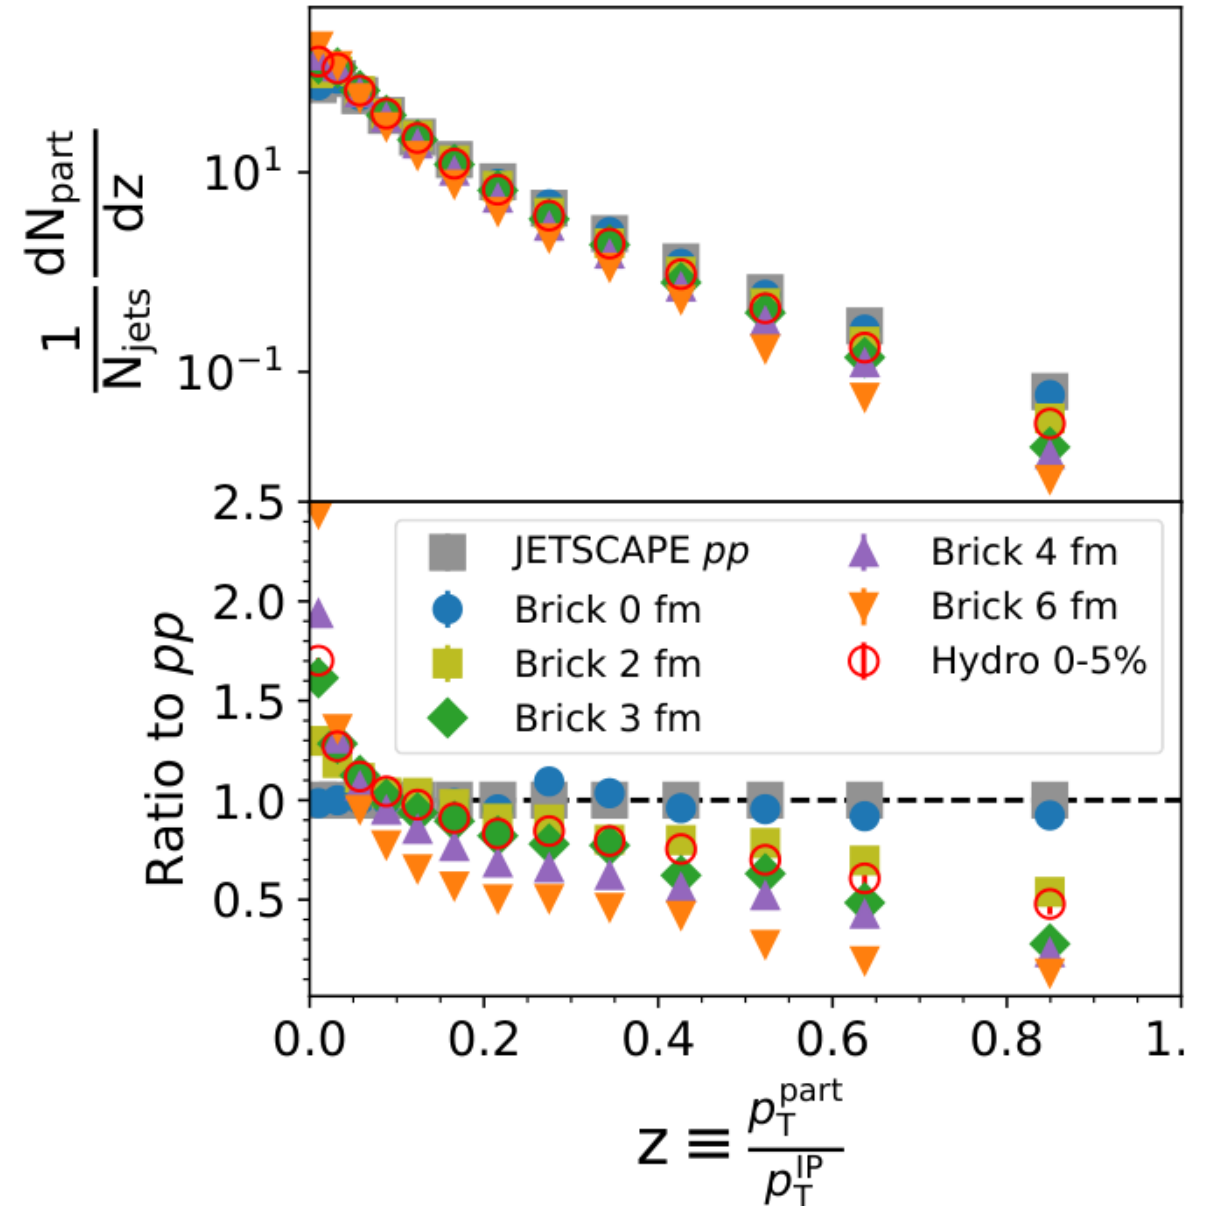 1 dN_part
N_jets dz
10^1
10^−1
2.5
2.0
1.5
1.0
0.5
Ratio to pp
JETSCAPE pp
Brick 0 fm
Brick 2 fm
Brick 3 fm
Brick 4 fm
Brick 6 fm
Hydro 0-5%
0.0 0.2 0.4 0.6 0.8 1.
z ≡ p_T^part / p_T^IP